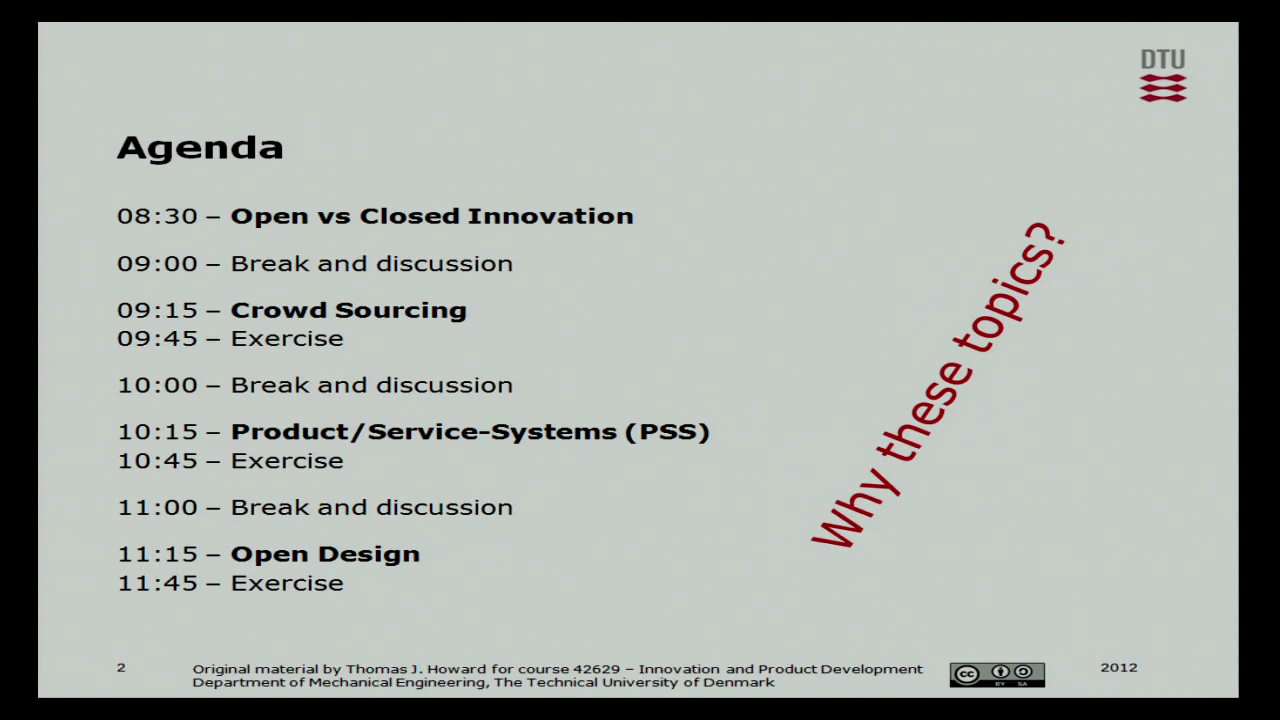 DTU
Agenda
08:30 – Open vs Closed Innovation
09:00 – Break and discussion
09:15 – Crowd Sourcing
09:45 – Exercise
10:00 – Break and discussion
10:15 – Product/Service-Systems (PSS)
10:45 – Exercise
11:00 – Break and discussion
11:15 – Open Design
11:45 – Exercise
Why these topics?
2
Original material by Thomas J. Howard for course 42629 – Innovation and Product Development
Department of Mechanical Engineering, The Technical University of Denmark
cc BY SA
2012